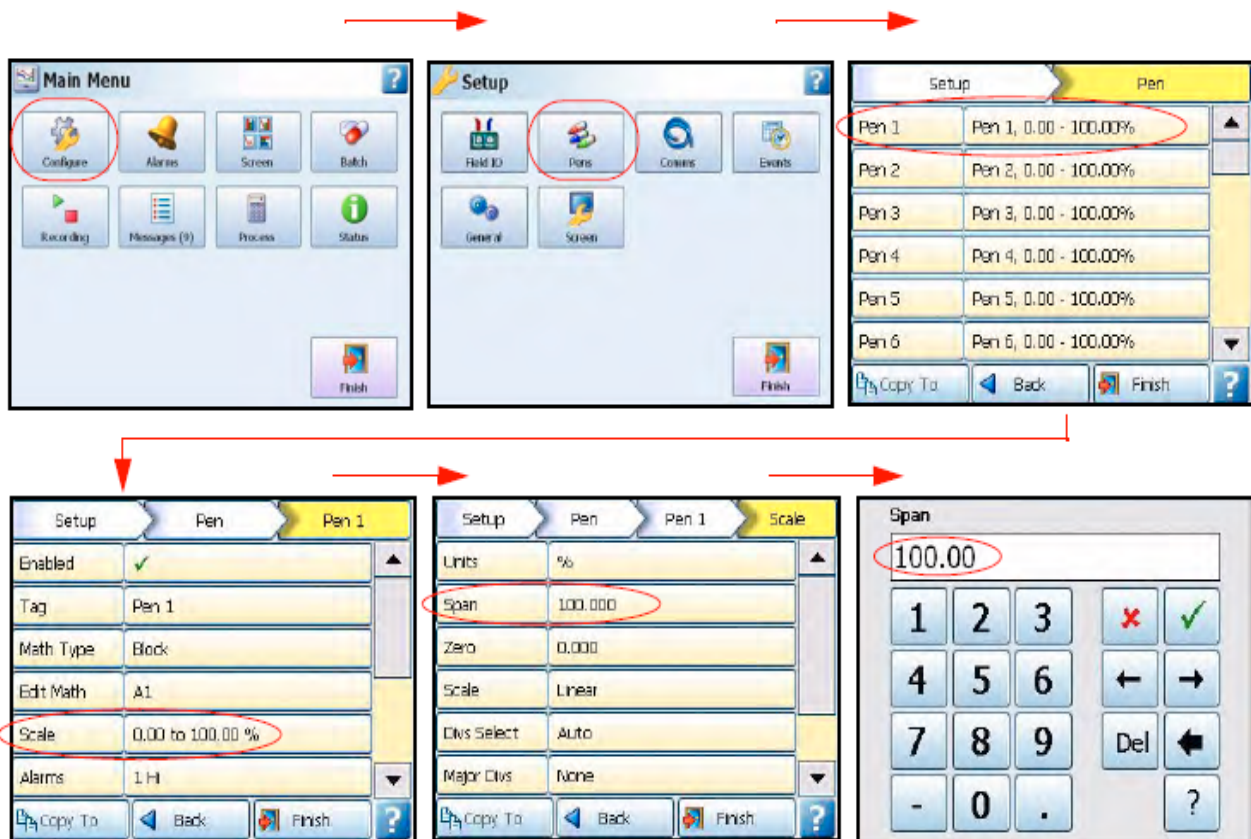 Main Menu ?
Configure Alarms Screen Batch
Recording Messages (9) Process Status
Finish
Setup ?
Field IO Pens Comms Events
General Screen
Finish
Setup Pen
Pen 1 Pen 1, 0.00 - 100.00%
Pen 2 Pen 2, 0.00 - 100.00%
Pen 3 Pen 3, 0.00 - 100.00%
Pen 4 Pen 4, 0.00 - 100.00%
Pen 5 Pen 5, 0.00 - 100.00%
Pen 6 Pen 6, 0.00 - 100.00%
Copy To Back Finish ?
Setup Pen Pen 1
Enabled ✓
Tag Pen 1
Math Type Block
Edit Math A1
Scale 0.00 to 100.00 %
Alarms 1 HI
Copy To Back Finish ?
Setup Pen Pen 1 Scale
Units %
Span 100.000
Zero 0.000
Scale Linear
Divs Select Auto
Major Divs None
Copy To Back Finish ?
Span
100.00
1 2 3
4 5 6
7 8 9 Del
- 0 . ?